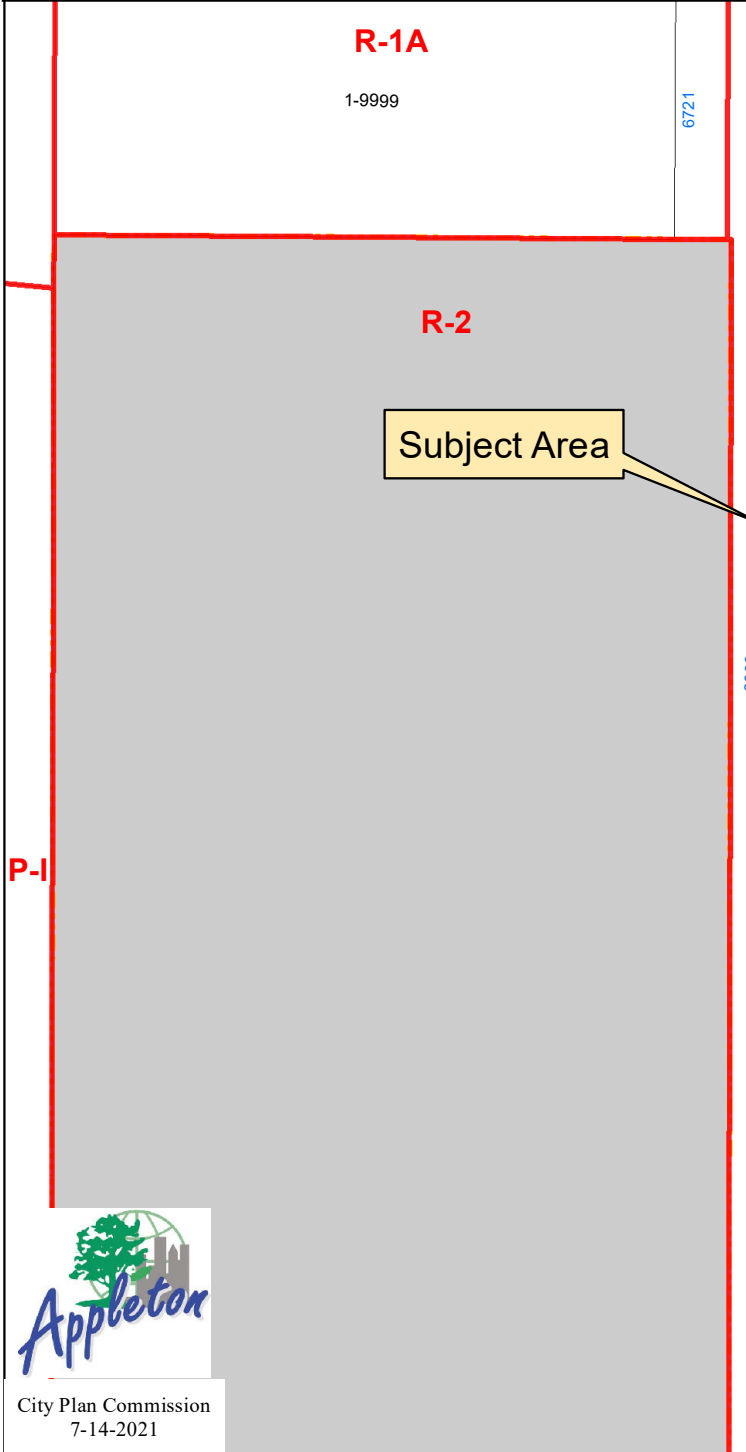 R-1A
1-9999
6721
R-2
Subject Area
P-I
Appleton
City Plan Commission
7-14-2021